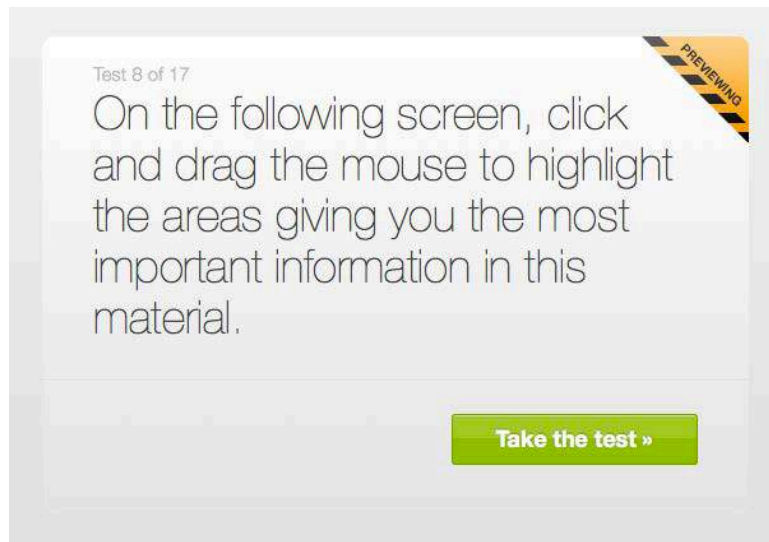 Test 8 of 17
PREVIEWING
On the following screen, click
and drag the mouse to highlight
the areas giving you the most
important information in this
material.
Take the test »